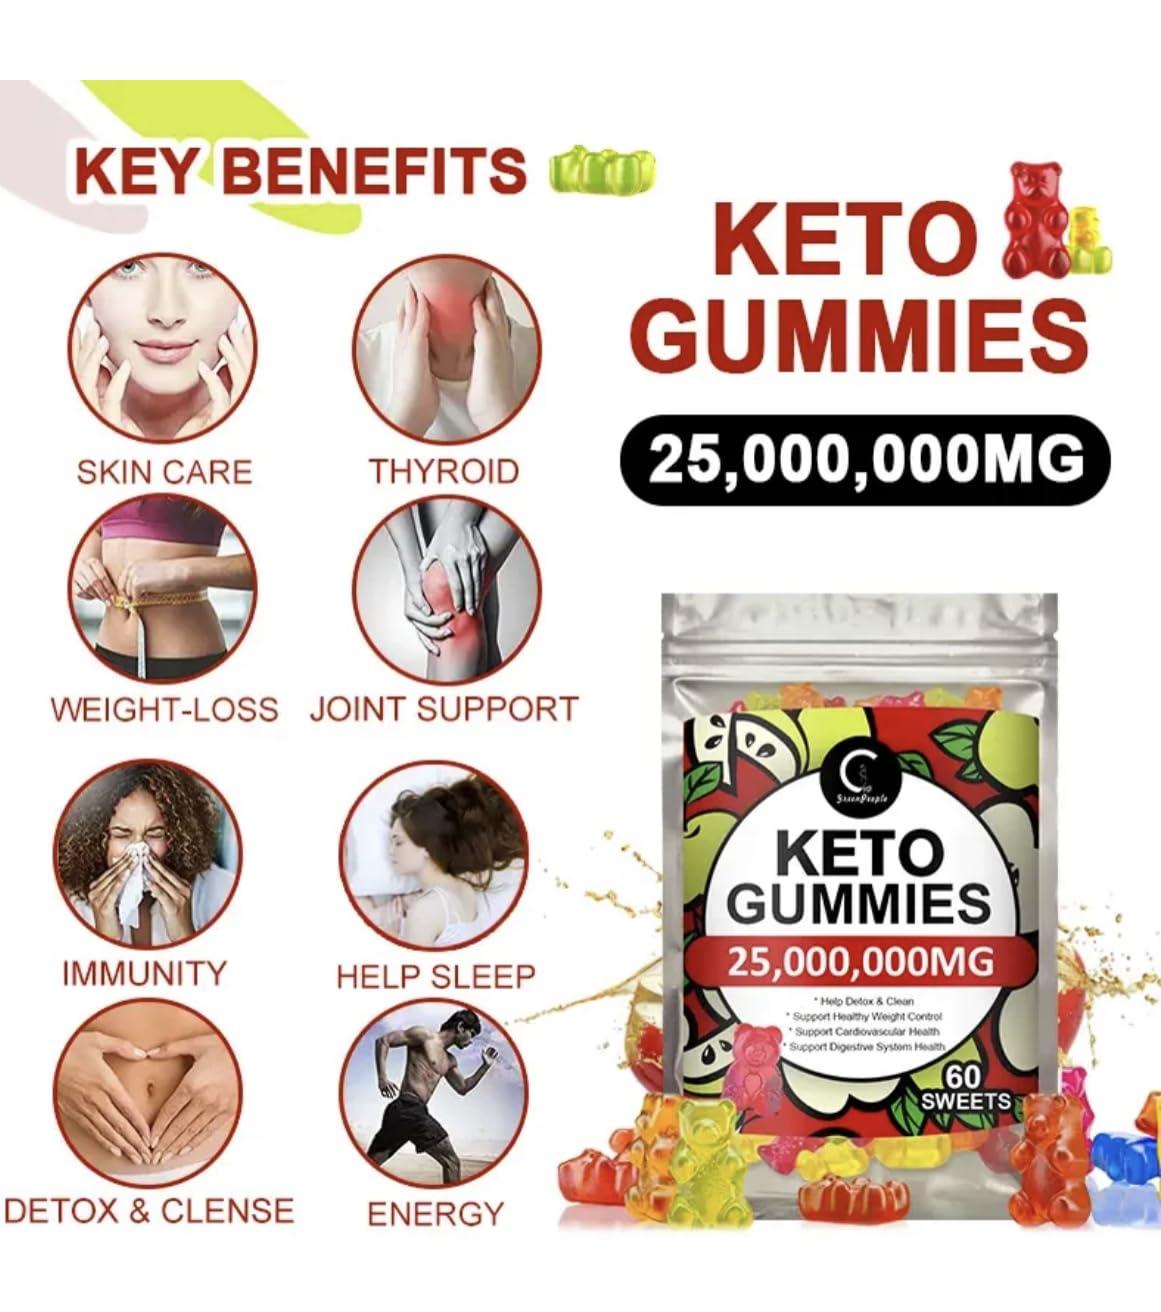 KEY BENEFITS
SKIN CARE
THYROID
WEIGHT-LOSS
JOINT SUPPORT
IMMUNITY
HELP SLEEP
DETOX & CLENSE
ENERGY
KETO
GUMMIES
25,000,000MG
GreenPeople
KETO
GUMMIES
25,000,000MG
* Help Detox & Clean
* Support Healthy Weight Control
* Support Cardiovascular Health
* Support Digestive System Health
60
SWEETS